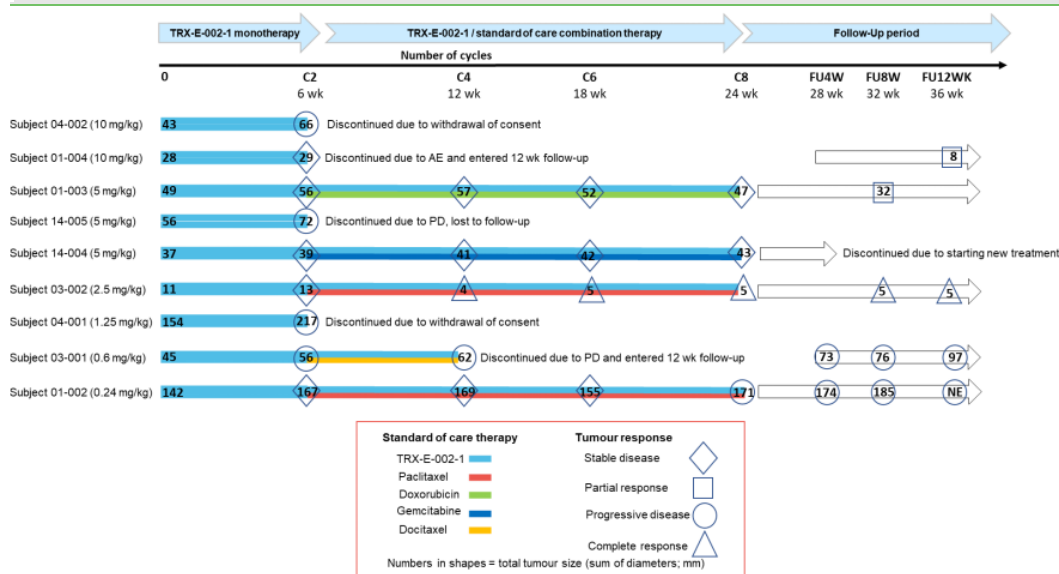 TRX-E-002-1 monotherapy TRX-E-002-1 / standard of care combination therapy Follow-Up period
Number of cycles
0 C2 C4 C6 C8 FU4W FU8W FU12WK
6 wk 12 wk 18 wk 24 wk 28 wk 32 wk 36 wk
Subject 04-002 (10 mg/kg) 43 66 Discontinued due to withdrawal of consent
Subject 01-004 (10 mg/kg) 28 29 Discontinued due to AE and entered 12 wk follow-up 8
Subject 01-003 (5 mg/kg) 49 56 57 52 47 32
Subject 14-005 (5 mg/kg) 56 72 Discontinued due to PD, lost to follow-up
Subject 14-004 (5 mg/kg) 37 39 41 42 43 Discontinued due to starting new treatment
Subject 03-002 (2.5 mg/kg) 11 13 4 5 5 5 5
Subject 04-001 (1.25 mg/kg) 154 217 Discontinued due to withdrawal of consent
Subject 03-001 (0.6 mg/kg) 45 56 62 Discontinued due to PD and entered 12 wk follow-up 73 76 97
Subject 01-002 (0.24 mg/kg) 142 167 169 155 171 174 185 NE
Standard of care therapy Tumour response
TRX-E-002-1 Stable disease
Paclitaxel
Doxorubicin Partial response
Gemcitabine Progressive disease
Docitaxel
Complete response
Numbers in shapes = total tumour size (sum of diameters; mm)